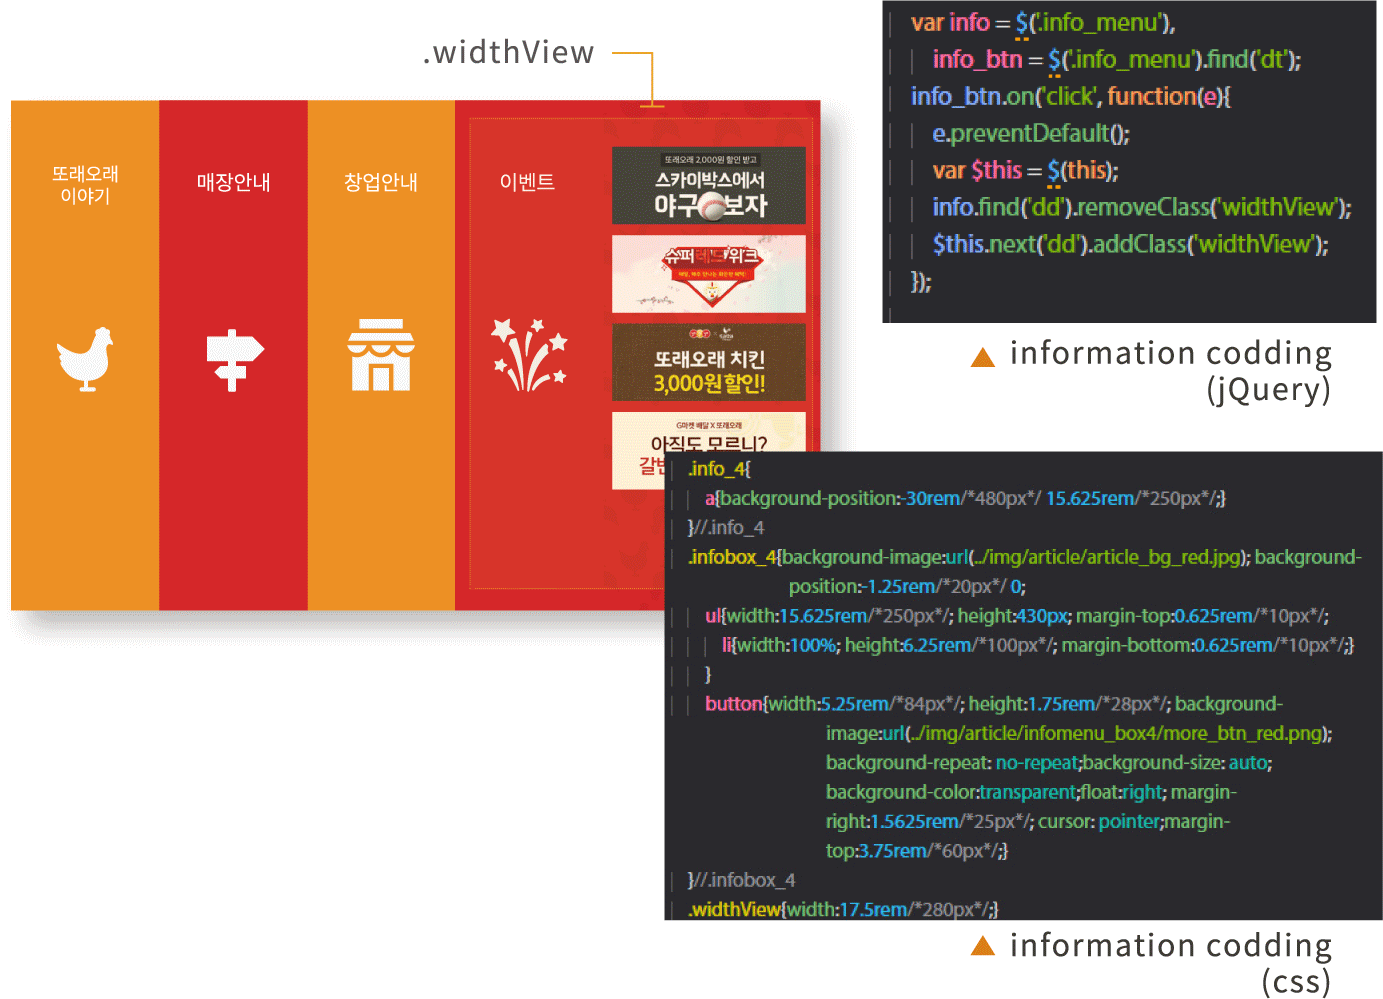 .widthView
또래오래
이야기
매장안내
창업안내
이벤트
또래오래 2,000원 할인 받고
스카이박스에서
야구 보자
슈퍼레드위크
또래오래 치킨
3,000원 할인!
G마켓 배달 X 또래오래
아직도 모르니?
var info = $('.info_menu'),
info_btn = $('.info_menu').find('dt');
info_btn.on('click', function(e){
e.preventDefault();
var $this = $(this);
info.find('dd').removeClass('widthView');
$this.next('dd').addClass('widthView');
});
▲ information codding
(jQuery)
.info_4{
a{background-position:-30rem/*480px*/ 15.625rem/*250px*/;}
}//.info_4
.infobox_4{background-image:url(../img/article/article_bg_red.jpg); background-
position:-1.25rem/*20px*/ 0;
ul{width:15.625rem/*250px*/; height:430px; margin-top:0.625rem/*10px*/;
li{width:100%; height:6.25rem/*100px*/; margin-bottom:0.625rem/*10px*/;}
}
button{width:5.25rem/*84px*/; height:1.75rem/*28px*/; background-
image:url(../img/article/infomenu_box4/more_btn_red.png);
background-repeat: no-repeat;background-size: auto;
background-color:transparent;float:right; margin-
right:1.5625rem/*25px*/; cursor: pointer;margin-
top:3.75rem/*60px*/;}
}//.infobox_4
.widthView{width:17.5rem/*280px*/;}
▲ information codding
(css)